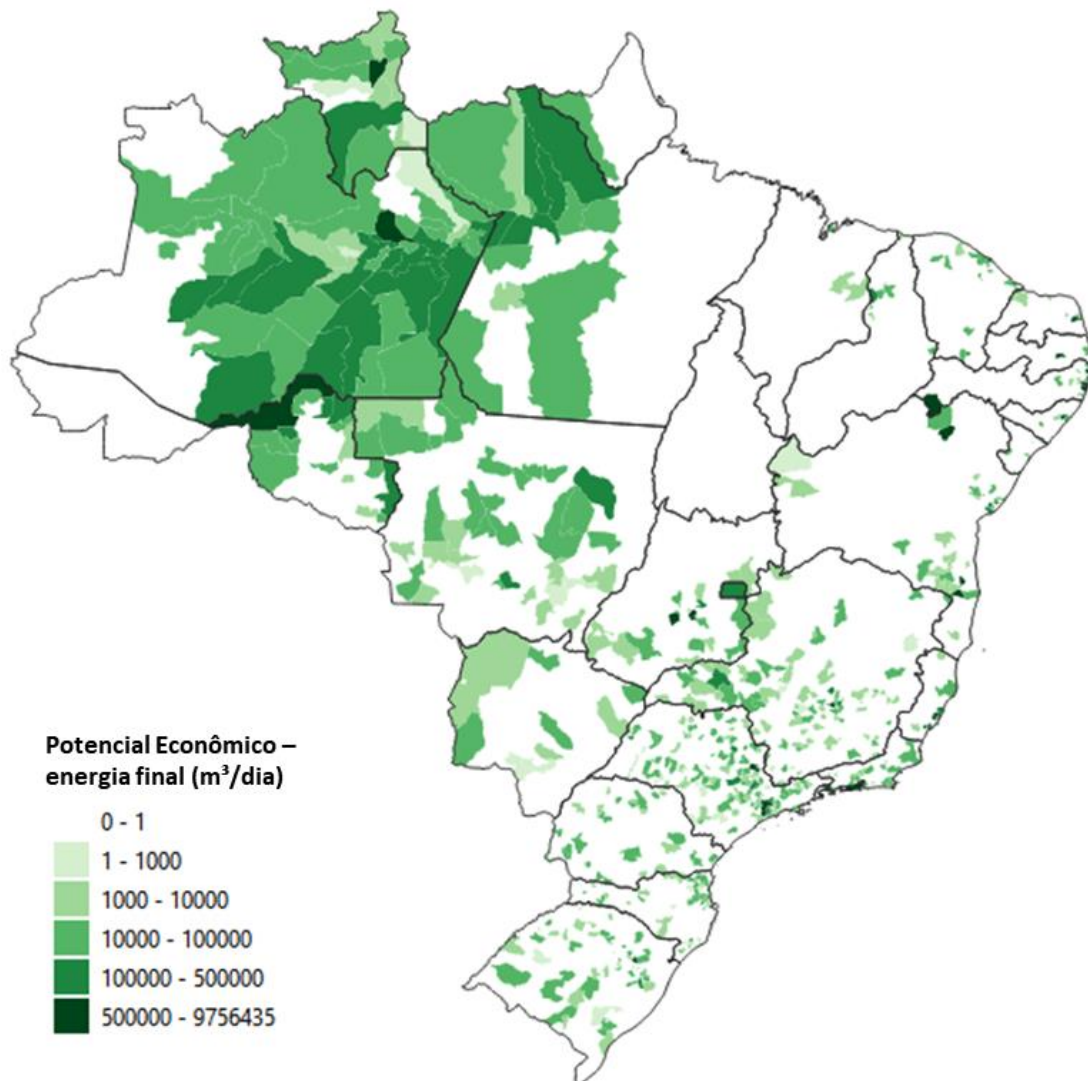 Potencial Econômico –
energia final (m³/dia)
0 - 1
1 - 1000
1000 - 10000
10000 - 100000
100000 - 500000
500000 - 9756435